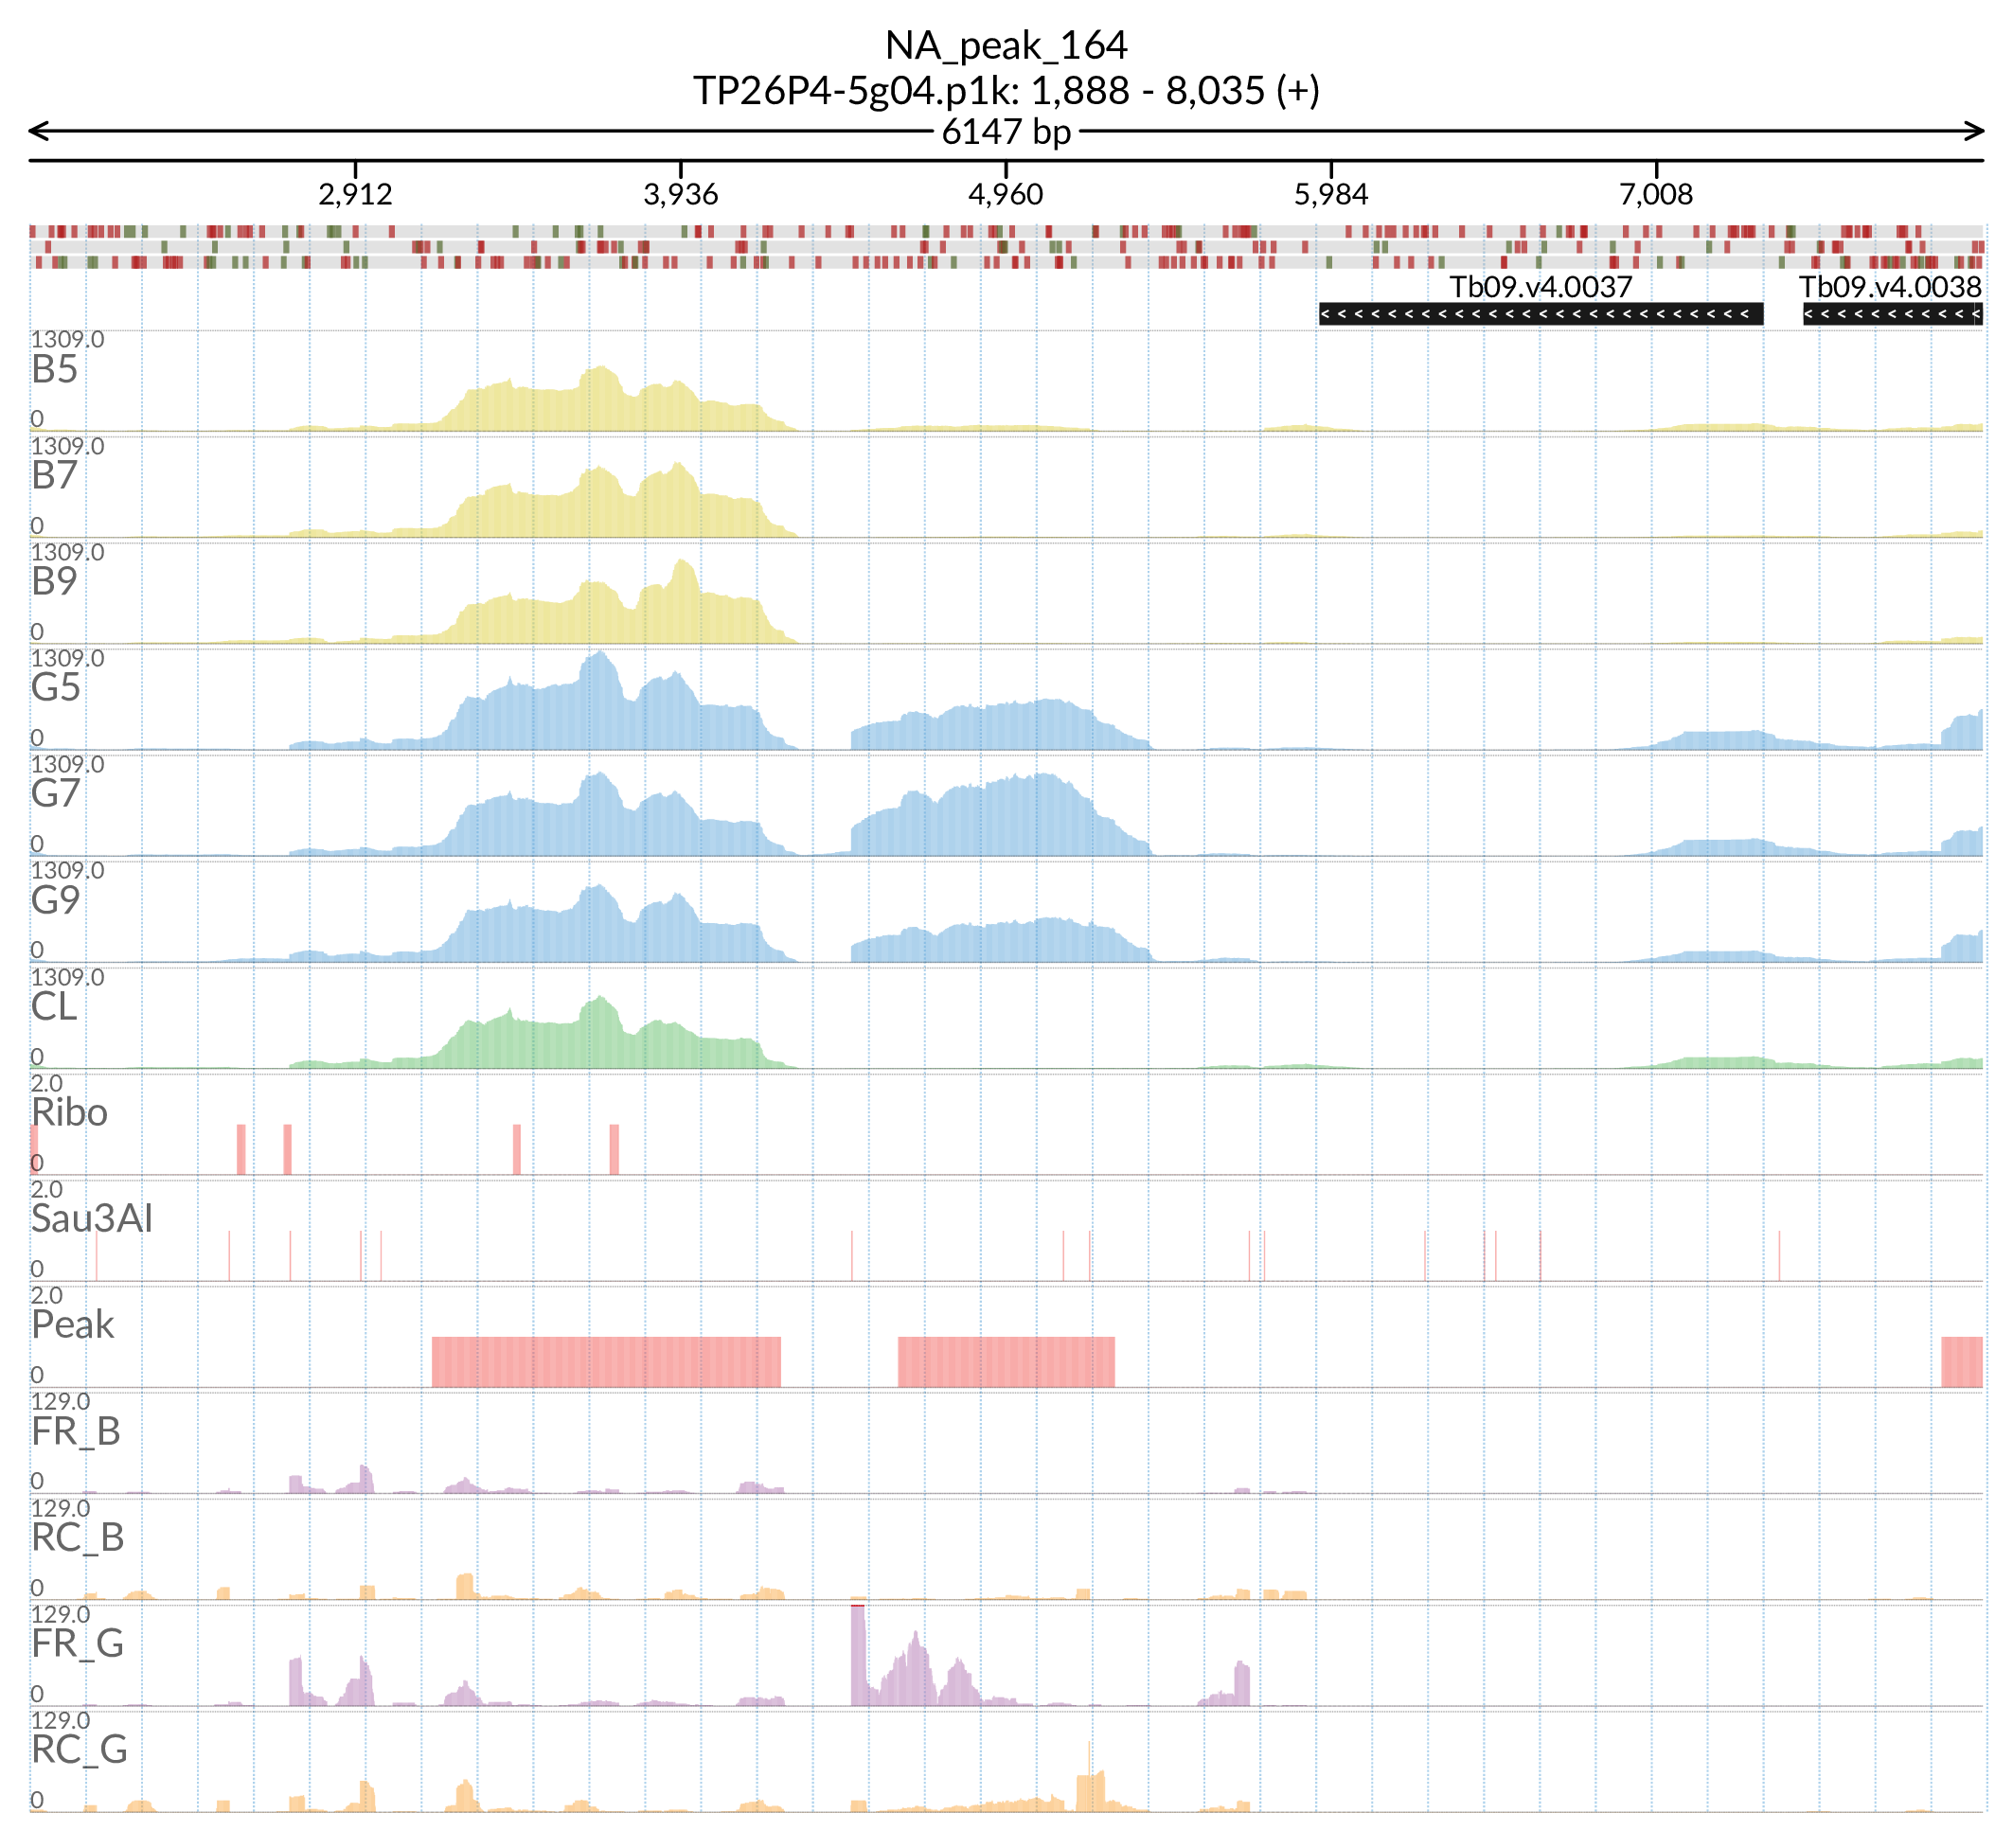 NA_peak_164
TP26P4-5g04.p1k: 1,888 - 8,035 (+)
6147 bp
2,912 3,936 4,960 5,984 7,008
Tb09.v4.0037 Tb09.v4.0038
1309.0
B5
0
1309.0
B7
0
1309.0
B9
0
1309.0
G5
0
1309.0
G7
0
1309.0
G9
0
1309.0
CL
0
2.0
Ribo
0
2.0
Sau3AI
0
2.0
Peak
0
129.0
FR_B
0
129.0
RC_B
0
129.0
FR_G
0
129.0
RC_G
0